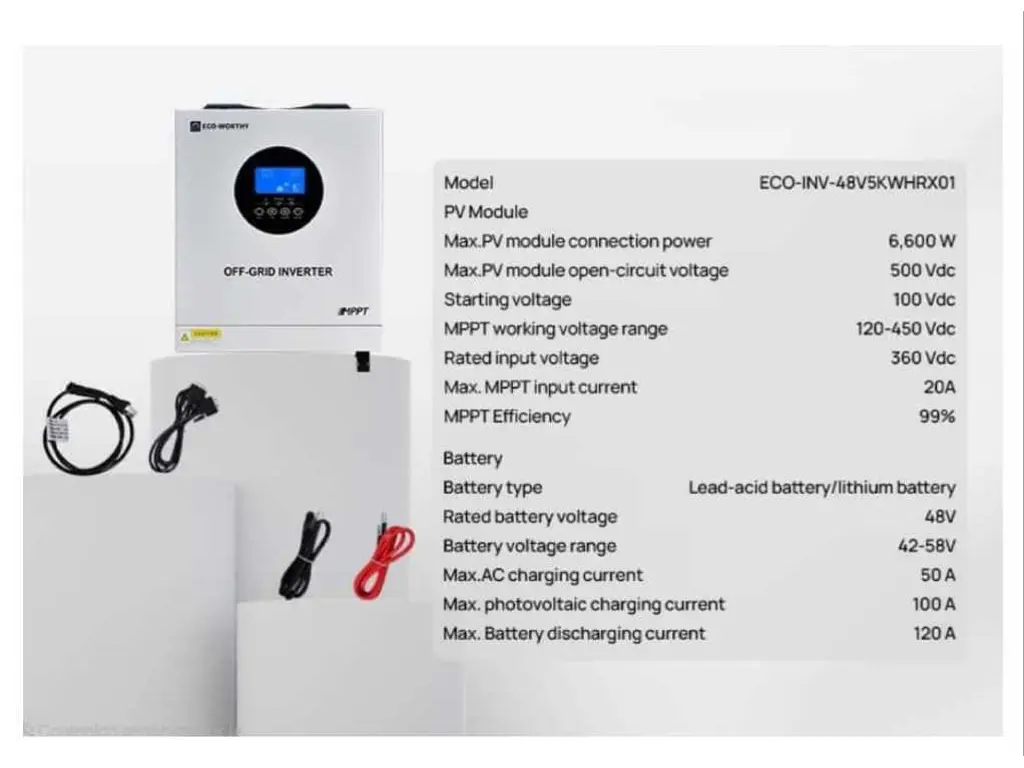 ECO-WORTHY
OFF-GRID INVERTER
MPPT
Model ECO-INV-48V5KWHRX01
PV Module
Max.PV module connection power 6,600 W
Max.PV module open-circuit voltage 500 Vdc
Starting voltage 100 Vdc
MPPT working voltage range 120-450 Vdc
Rated input voltage 360 Vdc
Max. MPPT input current 20A
MPPT Efficiency 99%
Battery
Battery type Lead-acid battery/lithium battery
Rated battery voltage 48V
Battery voltage range 42-58V
Max.AC charging current 50 A
Max. photovoltaic charging current 100 A
Max. Battery discharging current 120 A